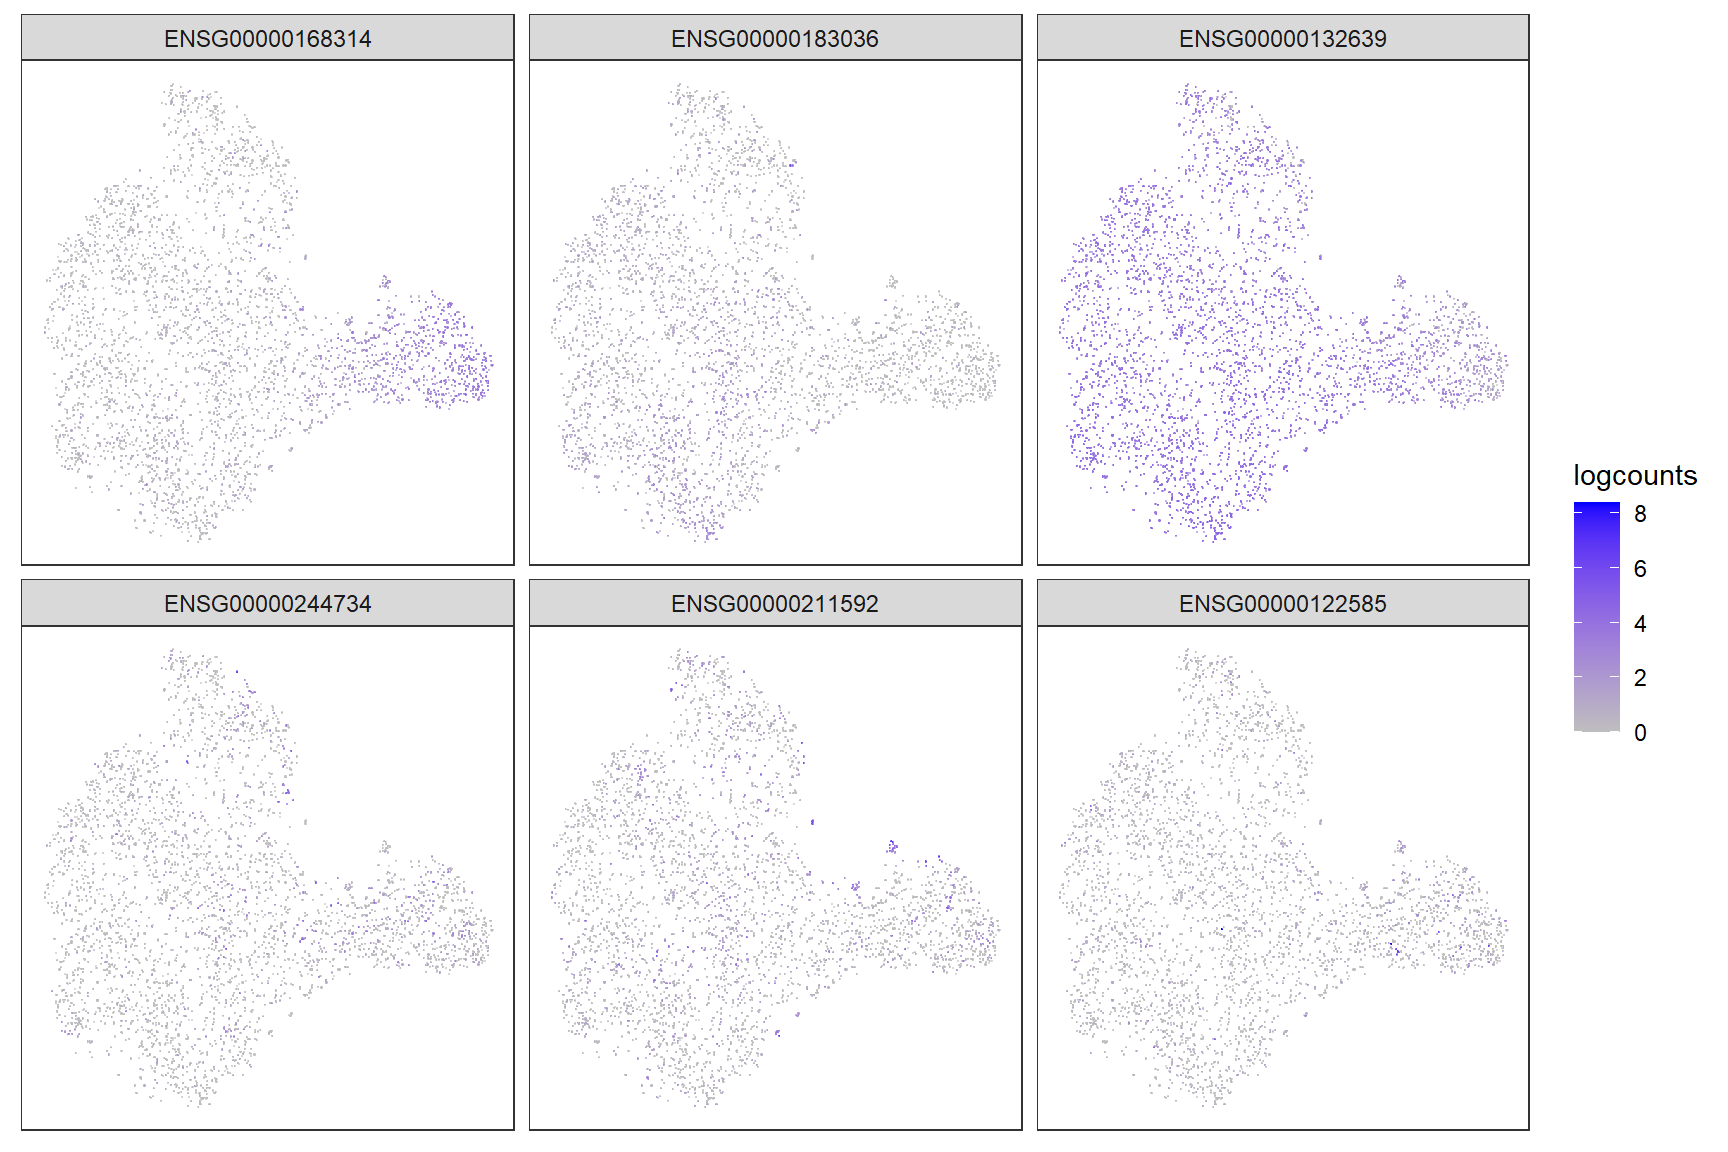 ENSG00000168314
ENSG00000183036
ENSG00000132639
ENSG00000244734
ENSG00000211592
ENSG00000122585
logcounts
8
6
4
2
0